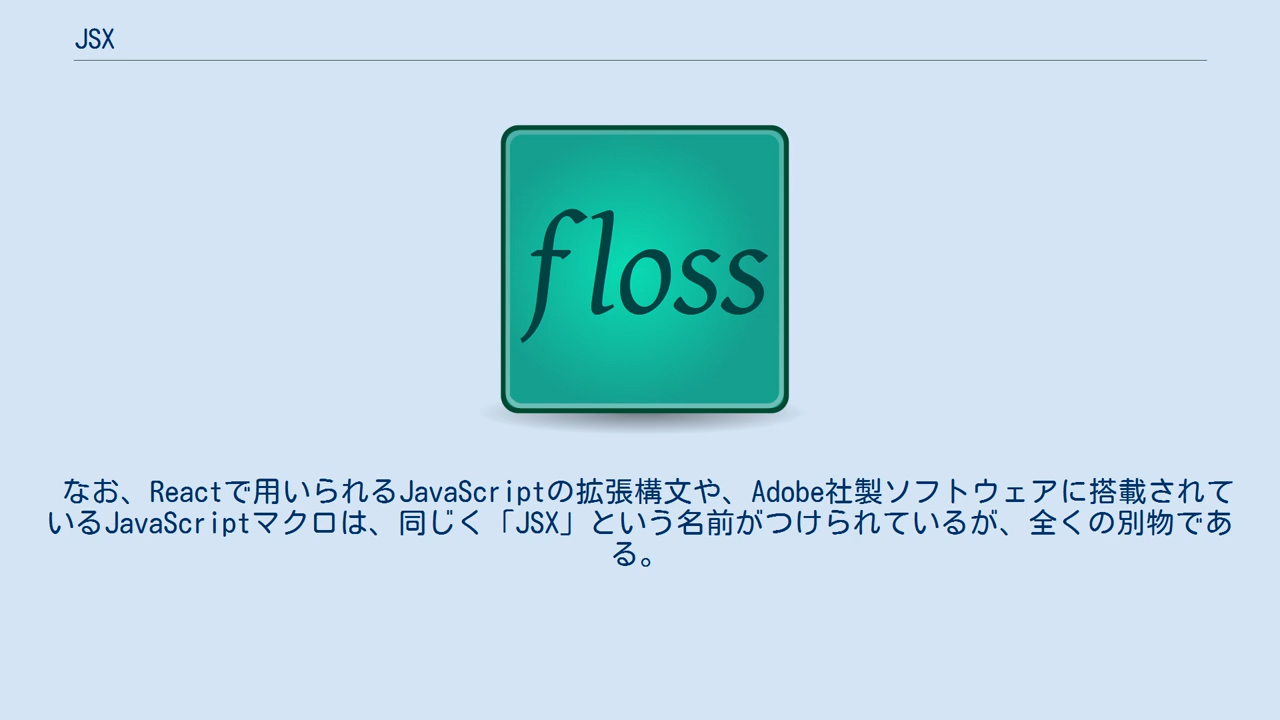 JSX
floss
なお、Reactで用いられるJavaScriptの拡張構文や、Adobe社製ソフトウェアに搭載されて
いるJavaScriptマクロは、同じく「JSX」という名前がつけられているが、全くの別物であ
る。